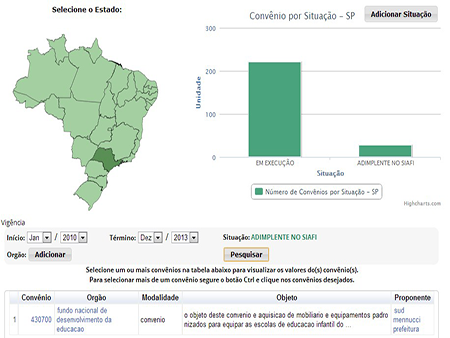 Selecione o Estado:
Convênio por Situação - SP
Adicionar Situação
300
200
100
0
Unidade
EM EXECUÇÃO
ADIMPLENTE NO SIAFI
Situação
Número de Convênios por Situação - SP
Highcharts.com
Vigência
Início: Jan / 2010 Término: Dez / 2013 Situação: ADIMPLENTE NO SIAFI
Orgão: Adicionar Pesquisar
Selecione um ou mais convênios na tabela abaixo para visualizar os valores do(s) convênio(s).
Para selecionar mais de um convênio segure o botão Ctrl e clique nos convênios desejados.
Convênio Orgão Modalidade Objeto Proponente
1 430700 fundo nacional de desenvolvimento da educacao convenio o objeto deste convenio e aquisicao de mobiliario e equipamentos padronizados para equipar as escolas de educacao infantil do ... sud mennucci prefeitura